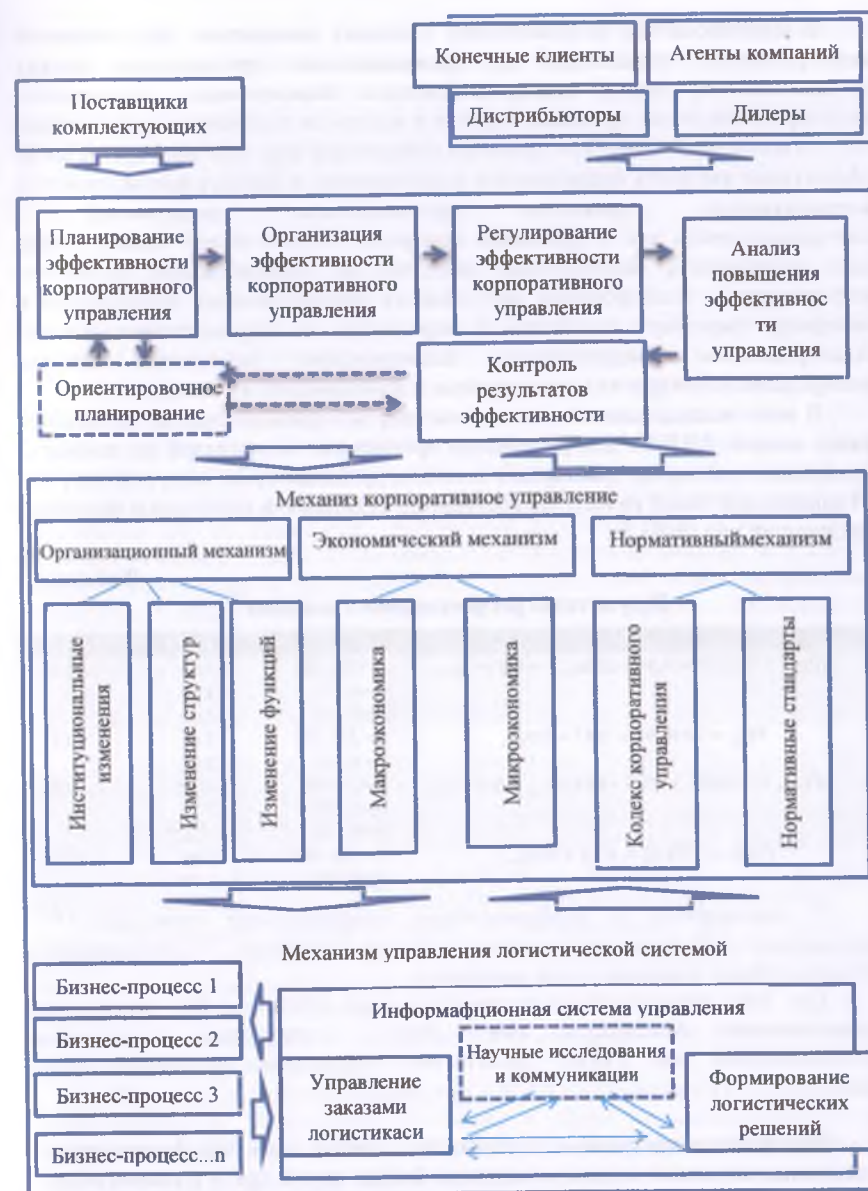 Конечные клиенты
Агенты компаний
Поставщики
комплектующих
Дистрибьюторы
Дилеры
Планирование
эффективности
корпоративного
управления
Организация
эффективности
корпоративного
управления
Регулирование
эффективности
корпоративного
управления
Анализ
повышения
эффективнос
ти
управления
Ориентировочное
планирование
Контроль
результатов
эффективности
Механиз корпоративное управление
Организационный механизм
Экономический механизм
Нормативныймеханизм
Институциональные
изменения
Изменение структур
Изменение функций
Макроэкономика
Микроэкономика
Кодекс корпоративного
управления
Нормативные стандарты
Механизм управления логистической системой
Бизнес-процесс 1
Бизнес-процесс 2
Бизнес-процесс 3
Бизнес-процесс...n
Информафционная система управления
Научные исследования
и коммуникации
Управление
заказами
логистикаси
Формирование
логистических
решений